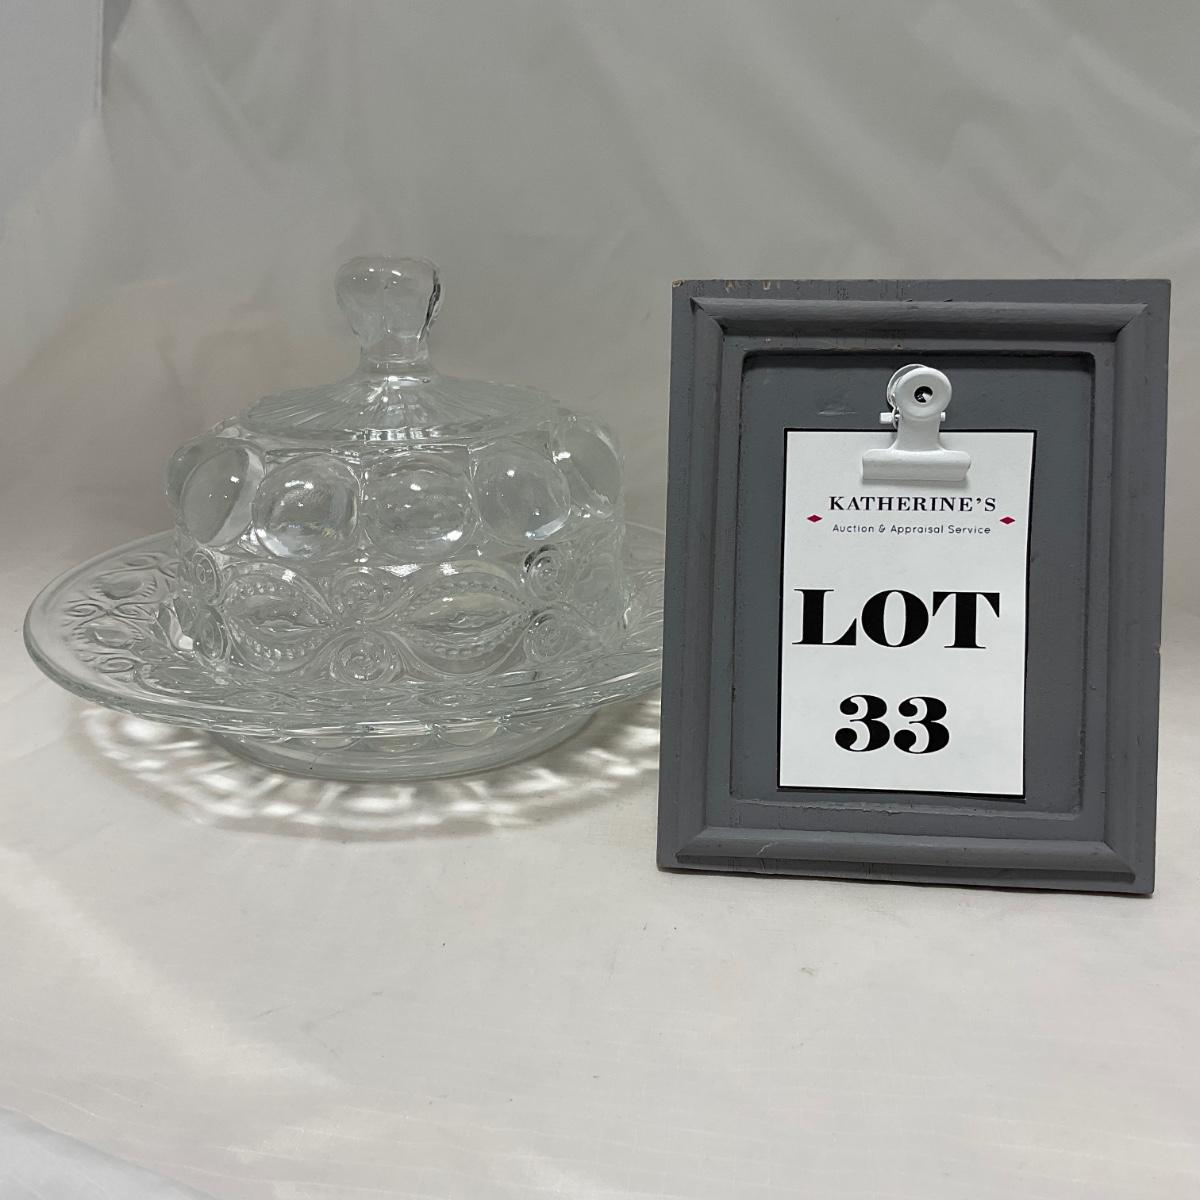 KATHERINE'S
Auction & Appraisal Service
LOT
33